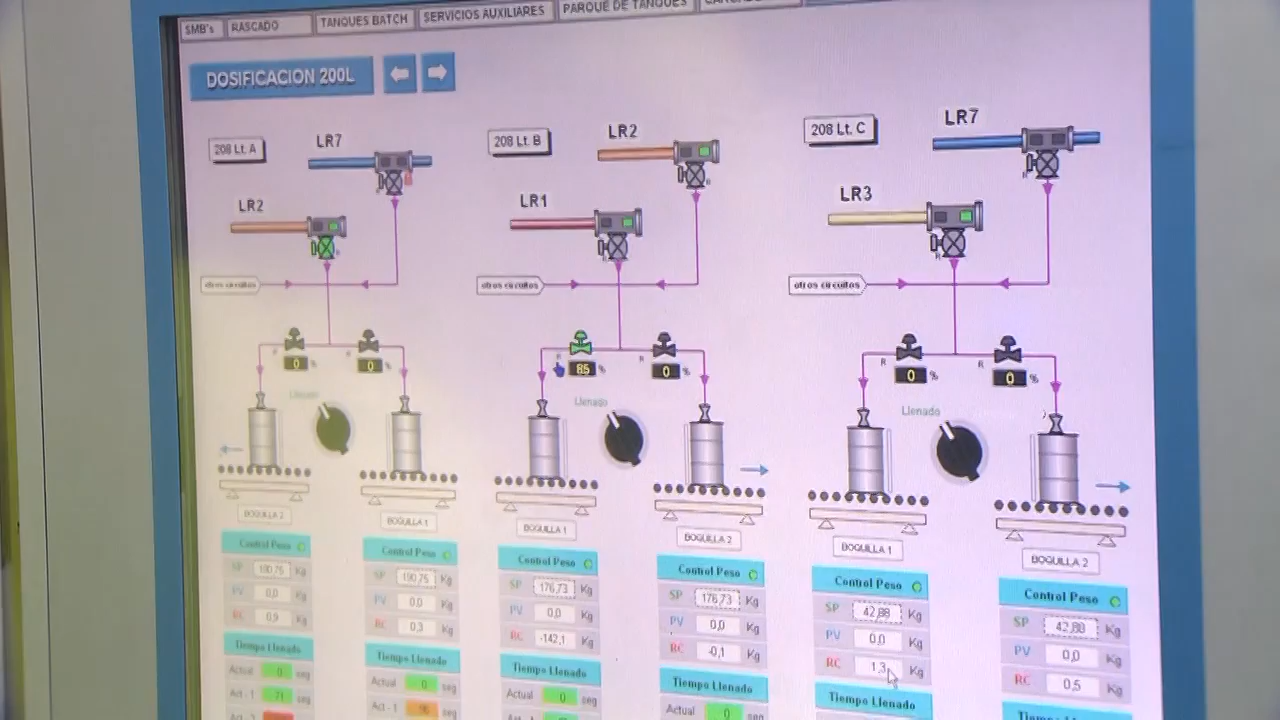 SMB's RASCADO TANQUES BATCH SERVICIOS AUXILIARES PARQUE DE TANQUES
DOSIFICACION 200L
208 Lt. A
LR7
LR2
otros circuitos
0 %
0 %
Llenado
BOQUILLA 2
BOQUILLA 1
Control Peso
SP 190,75 Kg
PV 0,0 Kg
RC 0,9 Kg
Tiempo Llenado
Actual 0 seg
Act - 1 71 seg
Control Peso
SP 190,75 Kg
PV 0,0 Kg
RC 0,3 Kg
Tiempo Llenado
Actual 0 seg
Act - 1 seg
208 Lt. B
LR2
LR1
otros circuitos
R 85 %
0 %
Llenado
BOQUILLA 1
BOQUILLA 2
Control Peso
SP 176,73 Kg
PV 0,0 Kg
RC -142,1 Kg
Tiempo Llenado
Actual 0 seg
Control Peso
SP 176,73 Kg
PV 0,0 Kg
RC -0,1 Kg
Tiempo Llenado
Actual 0 seg
208 Lt. C
LR7
LR3
otros circuitos
R 0 %
R 0 %
Llenado
BOQUILLA 1
BOQUILLA 2
Control Peso
SP 42,88 Kg
PV 0,0 Kg
RC 1,3 Kg
Tiempo Llenado
Control Peso
SP 42,88 Kg
PV 0,0 Kg
RC 0,5 Kg
Tiempo Llenado